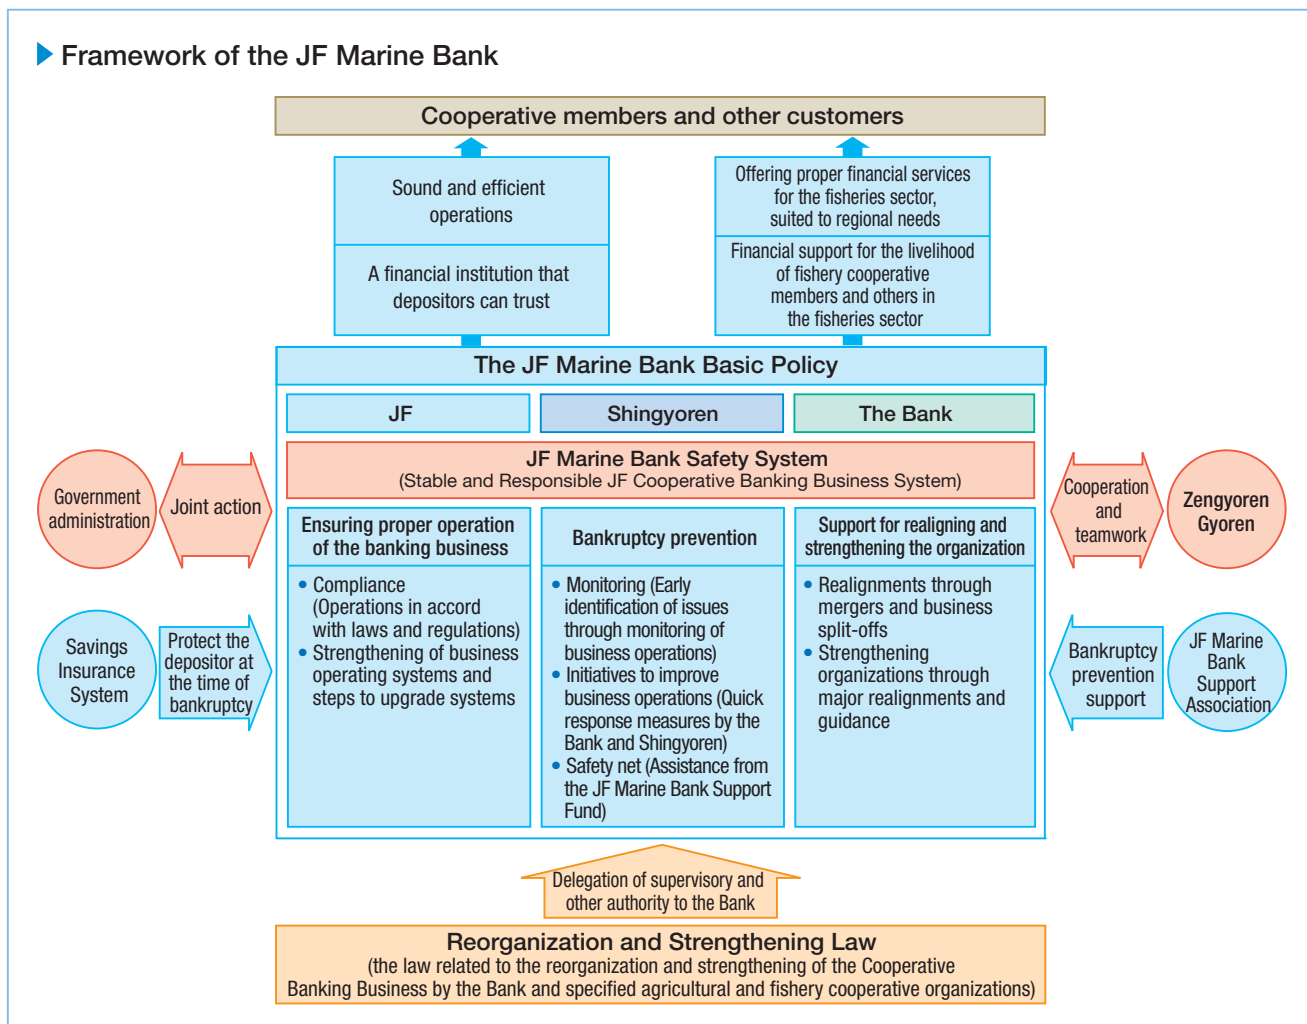 Framework of the JF Marine Bank
Cooperative members and other customers
Sound and efficient
operations
A financial institution that
depositors can trust
Offering proper financial services
for the fisheries sector,
suited to regional needs
Financial support for the livelihood
of fishery cooperative
members and others in
the fisheries sector
The JF Marine Bank Basic Policy
JF
Shingyoren
The Bank
JF Marine Bank Safety System
(Stable and Responsible JF Cooperative Banking Business System)
Government
administration
Joint action
Cooperation
and
teamwork
Zengyoren
Gyoren
Ensuring proper operation
of the banking business
• Compliance
(Operations in accord
with laws and regulations)
• Strengthening of business
operating systems and
steps to upgrade systems
Bankruptcy prevention
• Monitoring (Early
identification of issues
through monitoring of
business operations)
• Initiatives to improve
business operations (Quick
response measures by the
Bank and Shingyoren)
• Safety net (Assistance from
the JF Marine Bank Support
Fund)
Support for realigning and
strengthening the organization
• Realignments through
mergers and business
split-offs
• Strengthening
organizations through
major realignments and
guidance
Savings
Insurance
System
Protect the
depositor at
the time of
bankruptcy
Bankruptcy
prevention
support
JF Marine
Bank
Support
Association
Delegation of supervisory and
other authority to the Bank
Reorganization and Strengthening Law
(the law related to the reorganization and strengthening of the Cooperative
Banking Business by the Bank and specified agricultural and fishery cooperative organizations)